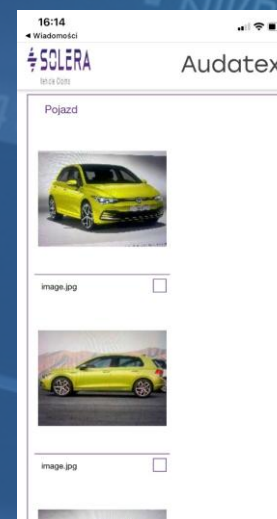 16:14
◂ Wiadomości
SOLERA
Audatex
Pojazd
image.jpg
image.jpg